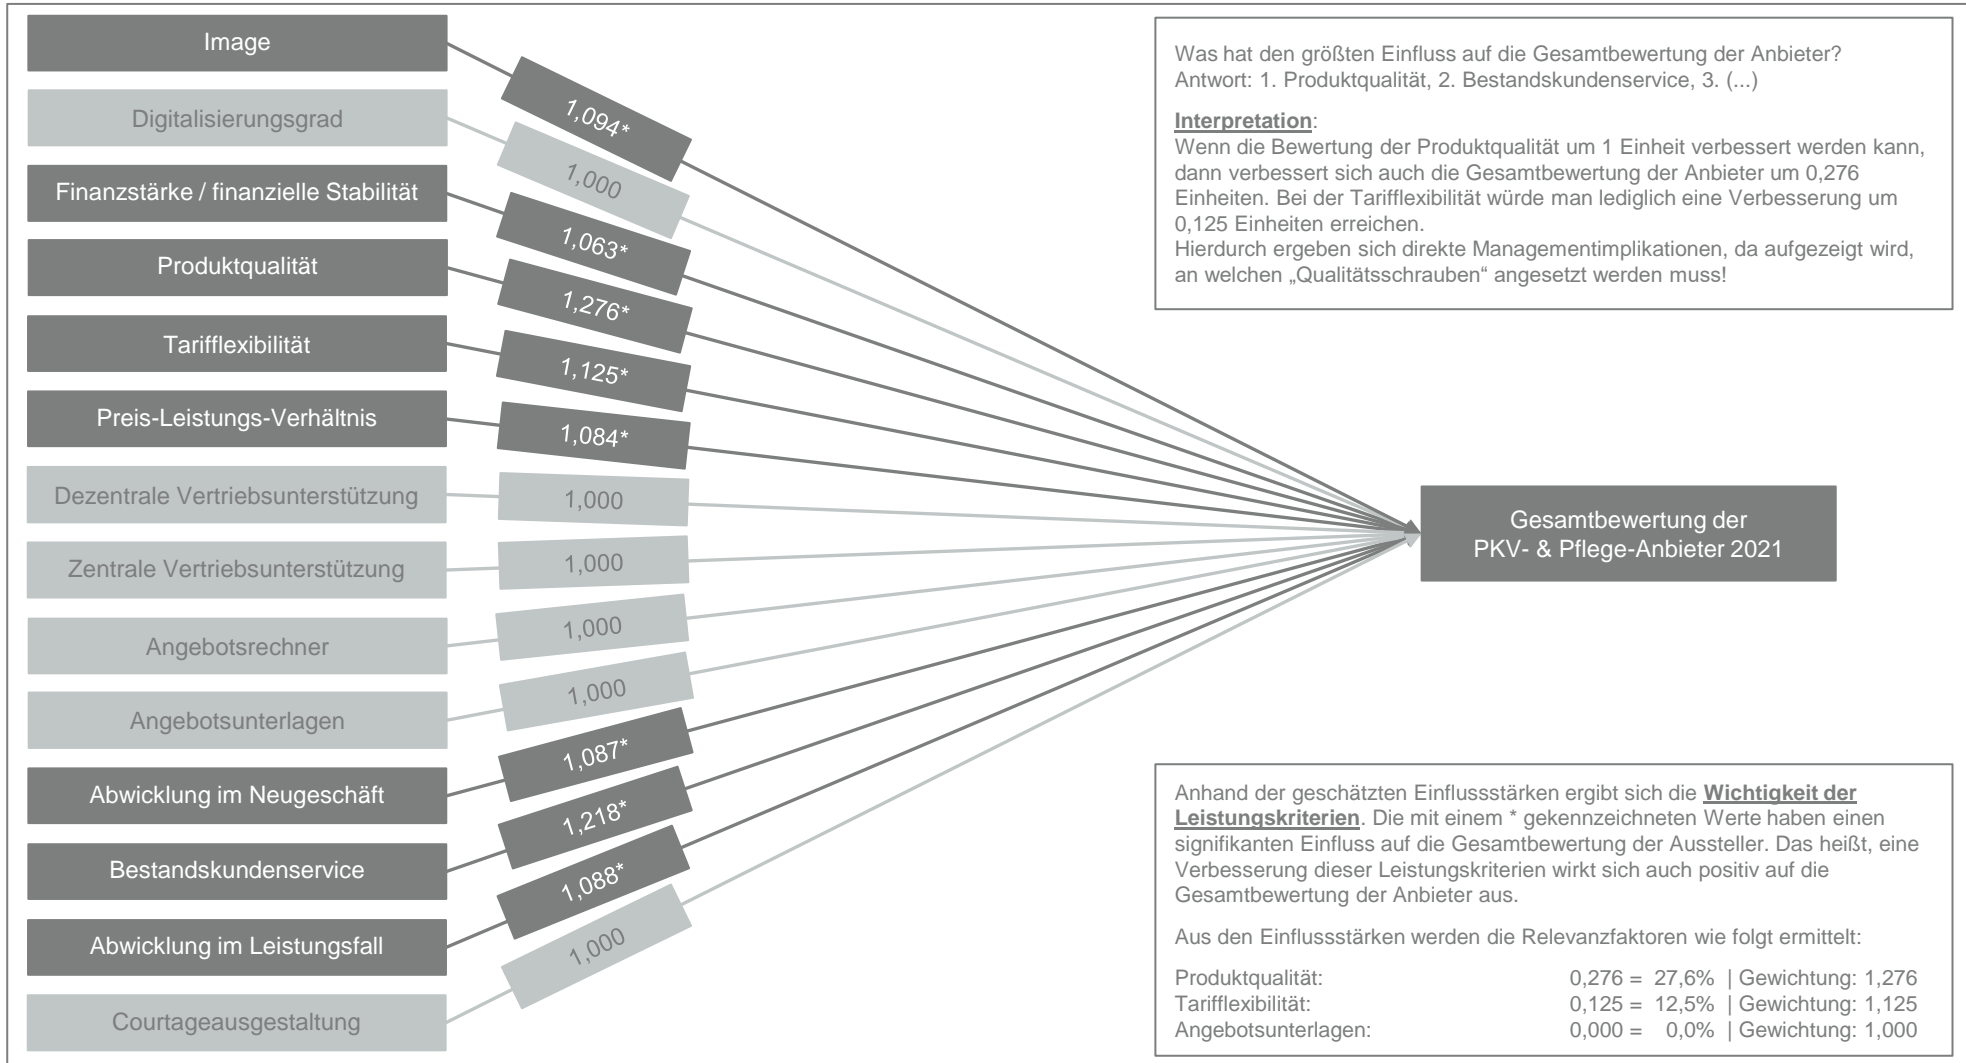 Image
1,094*
Digitalisierungsgrad
1,000
Finanzstärke / finanzielle Stabilität
1,063*
Produktqualität
1,276*
Tarifflexibilität
1,125*
Preis-Leistungs-Verhältnis
1,084*
Dezentrale Vertriebsunterstützung
1,000
Zentrale Vertriebsunterstützung
1,000
Angebotsrechner
1,000
Angebotsunterlagen
1,000
Abwicklung im Neugeschäft
1,087*
Bestandskundenservice
1,218*
Abwicklung im Leistungsfall
1,088*
Courtageausgestaltung
1,000
Gesamtbewertung der
PKV- & Pflege-Anbieter 2021
Was hat den größten Einfluss auf die Gesamtbewertung der Anbieter?
Antwort: 1. Produktqualität, 2. Bestandskundenservice, 3. (...)
Interpretation:
Wenn die Bewertung der Produktqualität um 1 Einheit verbessert werden kann,
dann verbessert sich auch die Gesamtbewertung der Anbieter um 0,276
Einheiten. Bei der Tarifflexibilität würde man lediglich eine Verbesserung um
0,125 Einheiten erreichen.
Hierdurch ergeben sich direkte Managementimplikationen, da aufgezeigt wird,
an welchen „Qualitätsschrauben“ angesetzt werden muss!
Anhand der geschätzten Einflussstärken ergibt sich die Wichtigkeit der
Leistungskriterien. Die mit einem * gekennzeichneten Werte haben einen
signifikanten Einfluss auf die Gesamtbewertung der Aussteller. Das heißt, eine
Verbesserung dieser Leistungskriterien wirkt sich auch positiv auf die
Gesamtbewertung der Anbieter aus.
Aus den Einflussstärken werden die Relevanzfaktoren wie folgt ermittelt:
Produktqualität: 0,276 = 27,6% | Gewichtung: 1,276
Tarifflexibilität: 0,125 = 12,5% | Gewichtung: 1,125
Angebotsunterlagen: 0,000 = 0,0% | Gewichtung: 1,000